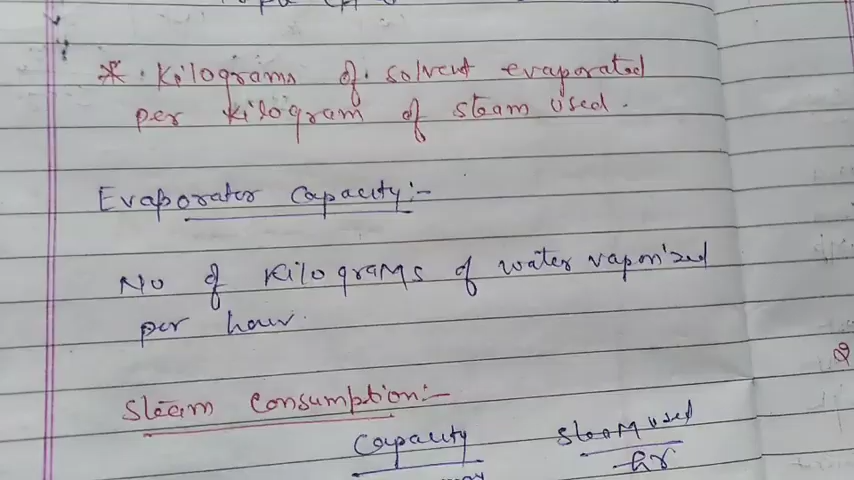 * Kilograms of solvent evaporated
per kilogram of steam used.
Evaporator Capacity:-
No of Kilograms of water vaporized
per hour.
Steam Consumption:-
Capacity
Steam used
hr